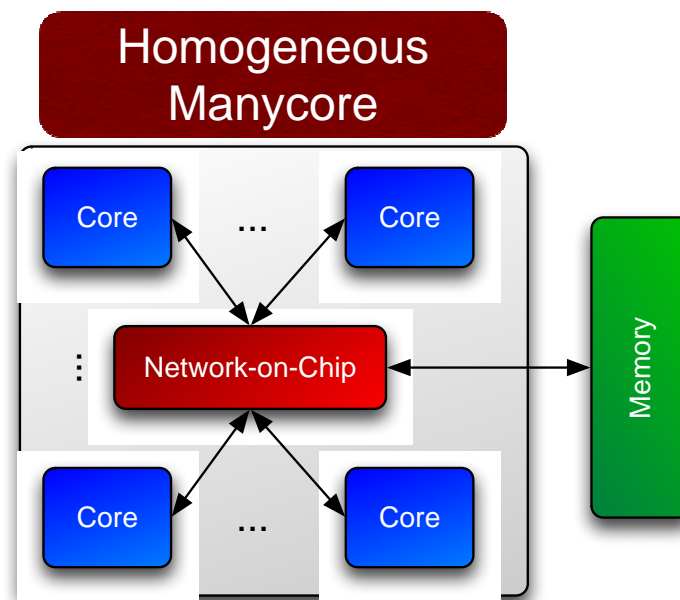 Homogeneous
Manycore
Core
...
Core
...
Network-on-Chip
Memory
Core
...
Core